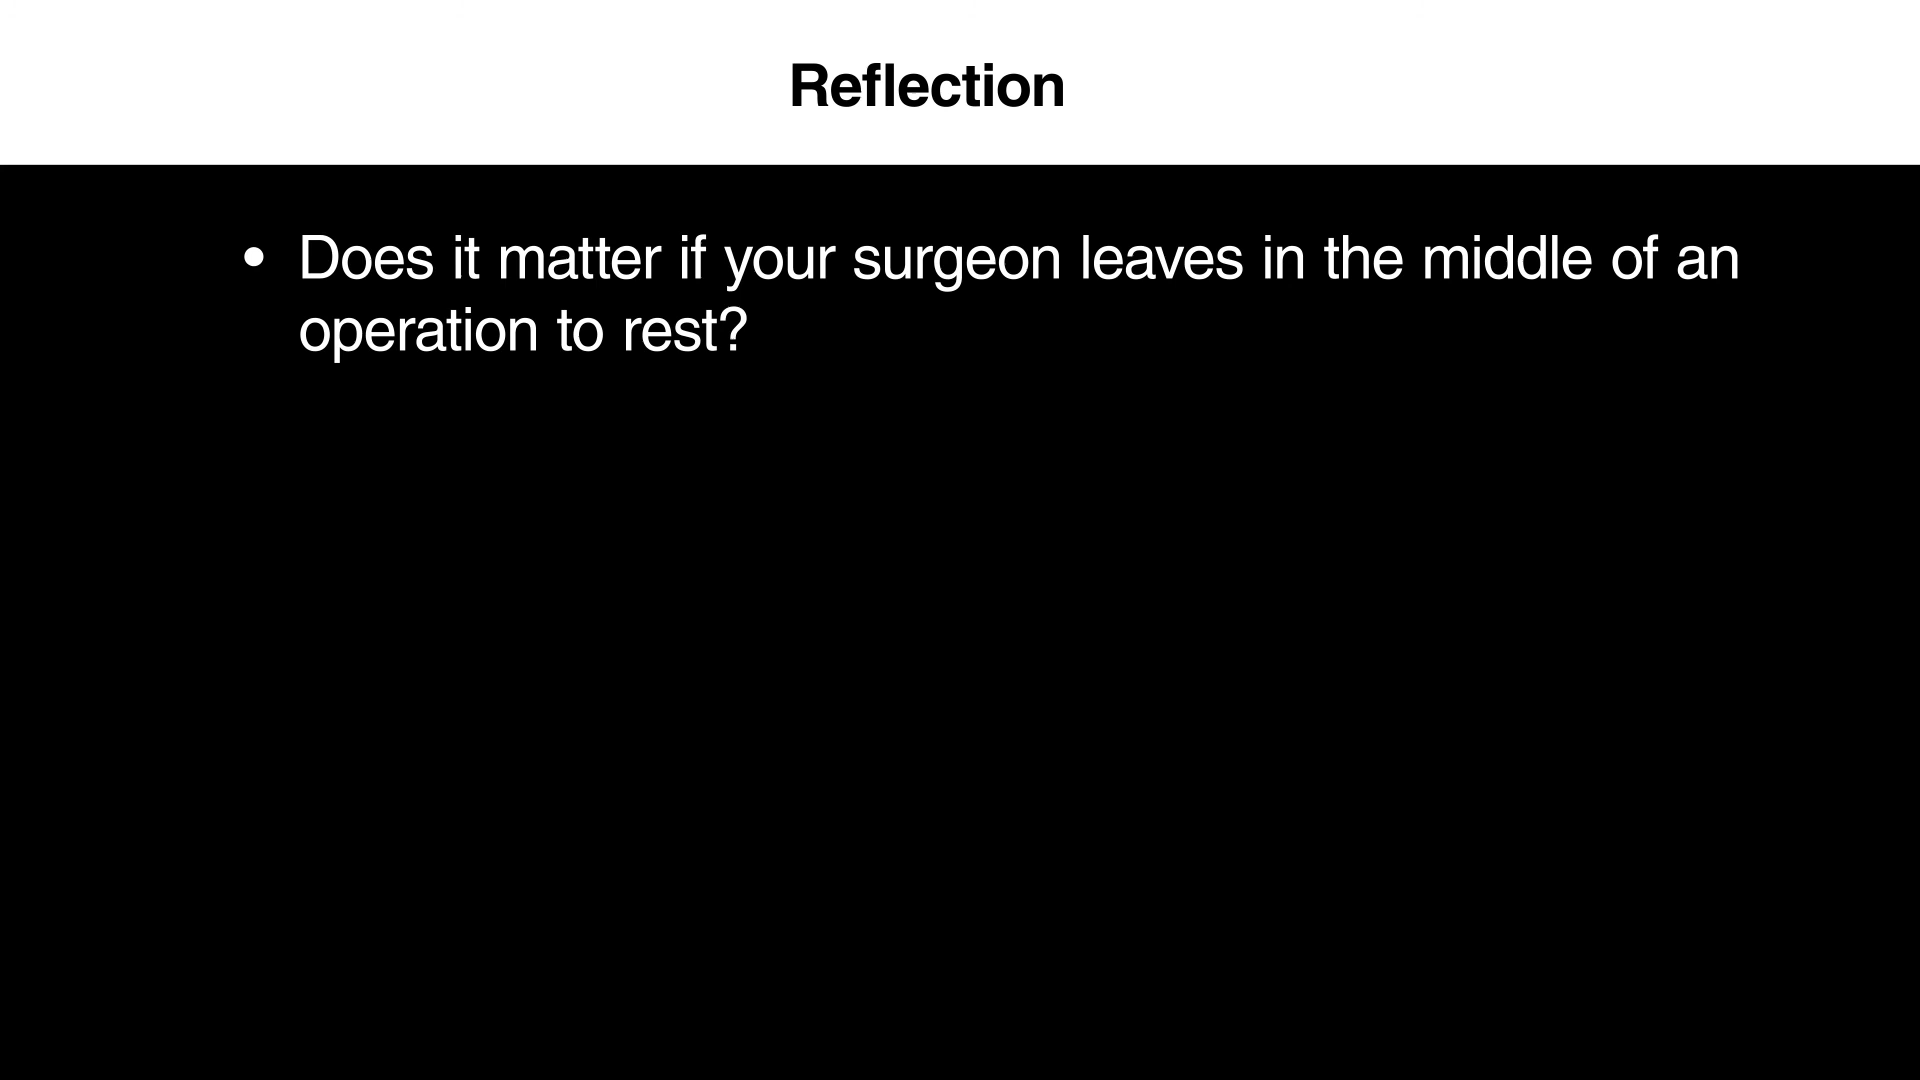 Reflection
• Does it matter if your surgeon leaves in the middle of an
operation to rest?